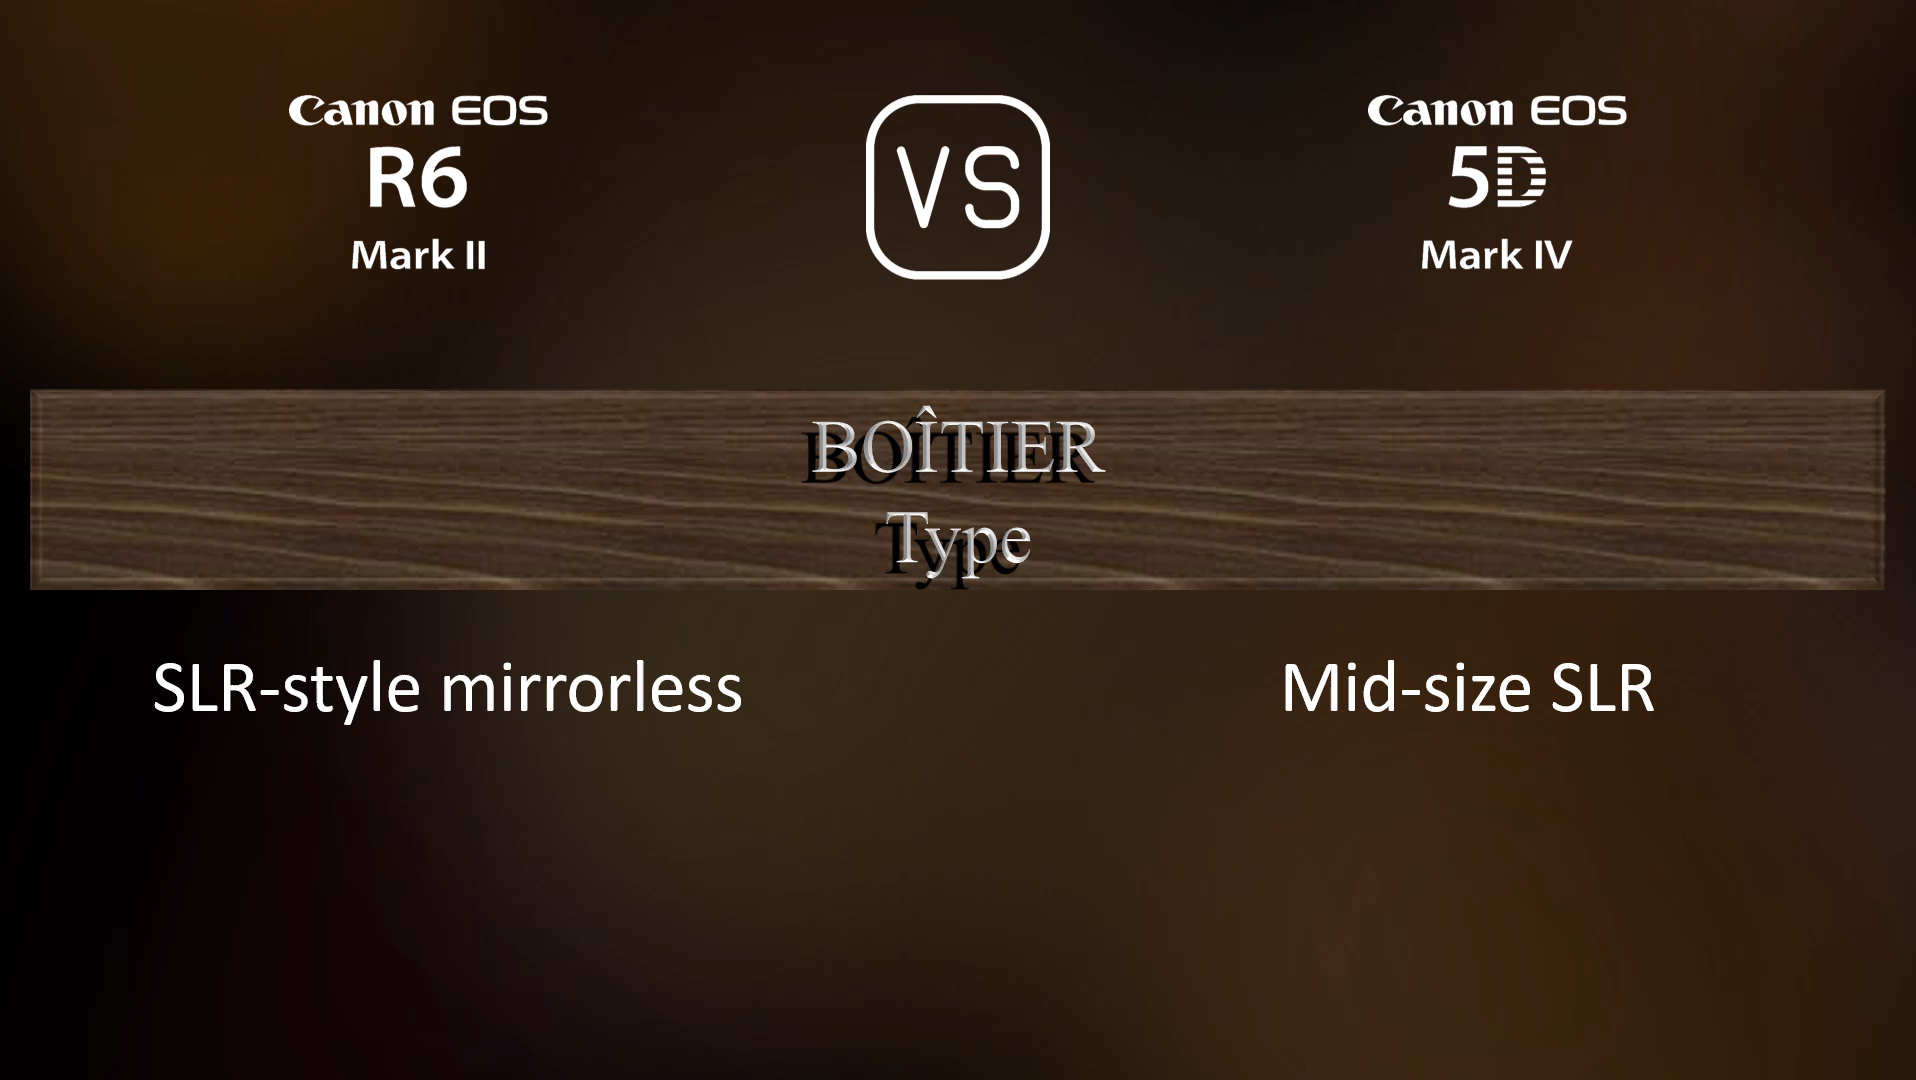 Canon EOS
R6
Mark II
VS
Canon EOS
5D
Mark IV
BOÎTIER
Type
SLR-style mirrorless
Mid-size SLR